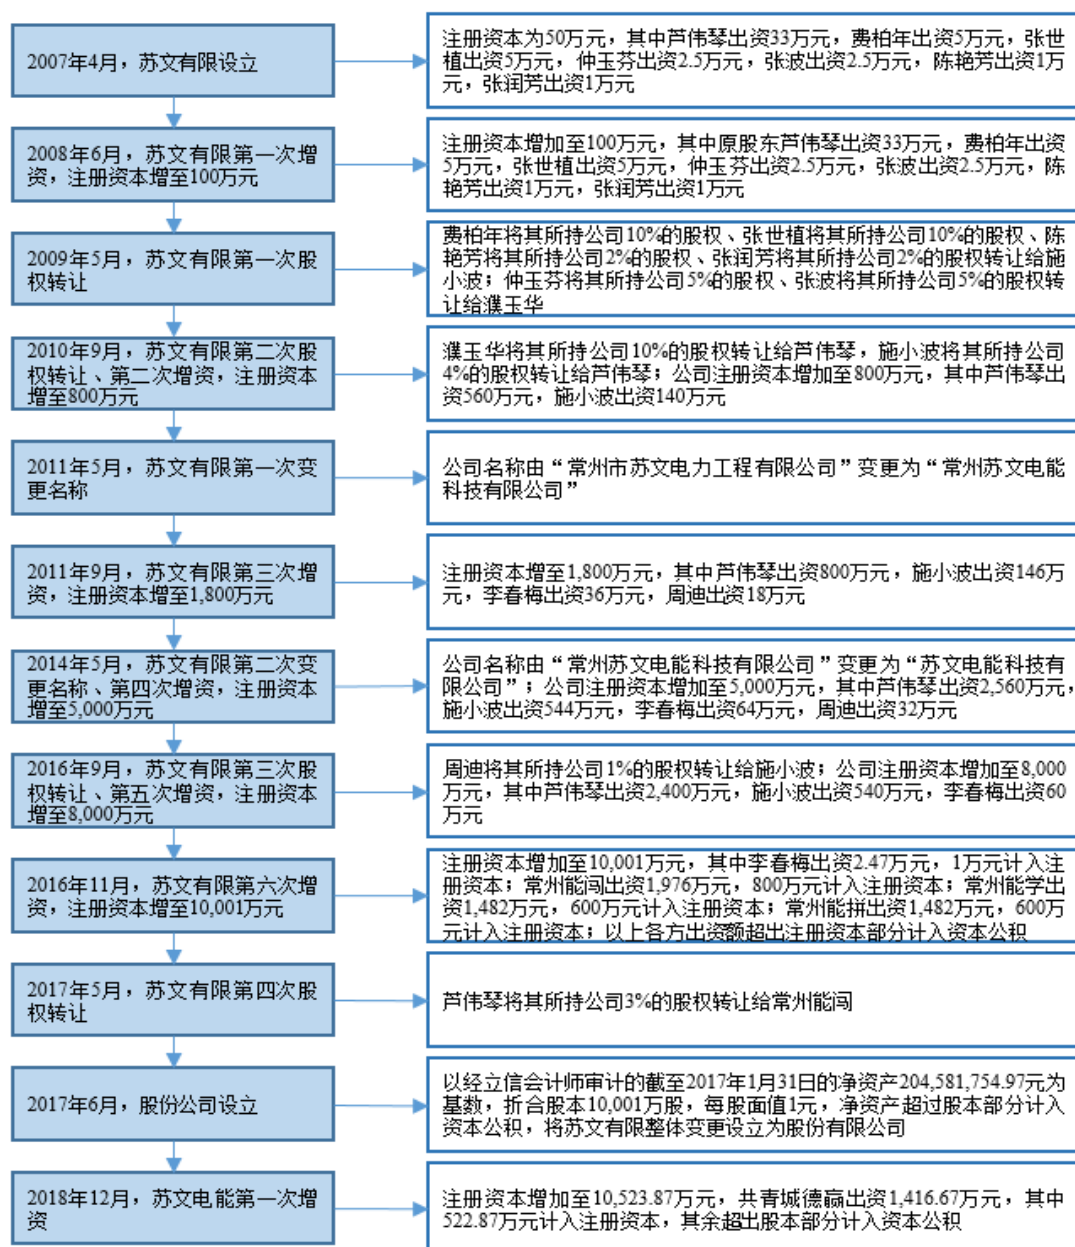 2007年4月，苏文有限设立
注册资本为50万元，其中芦伟琴出资33万元，费柏年出资5万元，张世
植出资5万元，仲玉芬出资2.5万元，张波出资2.5万元，陈艳芳出资1万
元，张润芳出资1万元
2008年6月，苏文有限第一次增
资，注册资本增至100万元
注册资本增加至100万元，其中原股东芦伟琴出资33万元，费柏年出资
5万元，张世植出资5万元，仲玉芬出资2.5万元，张波出资2.5万元，陈
艳芳出资1万元，张润芳出资1万元
2009年5月，苏文有限第一次股
权转让
费柏年将其所持公司10%的股权、张世植将其所持公司10%的股权、陈
艳芳将其所持公司2%的股权、张润芳将其所持公司2%的股权转让给施
小波；仲玉芬将其所持公司5%的股权、张波将其所持公司5%的股权转
让给濮玉华
2010年9月，苏文有限第二次股
权转让、第二次增资，注册资本
增至800万元
濮玉华将其所持公司10%的股权转让给芦伟琴，施小波将其所持公司
4%的股权转让给芦伟琴；公司注册资本增加至800万元，其中芦伟琴出
资560万元，施小波出资140万元
2011年5月，苏文有限第一次变
更名称
公司名称由“常州市苏文电力工程有限公司”变更为“常州苏文电能
科技有限公司”
2011年9月，苏文有限第三次增
资，注册资本增至1,800万元
注册资本增至1,800万元，其中芦伟琴出资800万元，施小波出资146万
元，李春梅出资36万元，周迪出资18万元
2014年5月，苏文有限第二次变
更名称、第四次增资，注册资本
增至5,000万元
公司名称由“常州苏文电能科技有限公司”变更为“苏文电能科技有
限公司”；公司注册资本增加至5,000万元，其中芦伟琴出资2,560万元，
施小波出资544万元，李春梅出资64万元，周迪出资32万元
2016年9月，苏文有限第三次股
权转让、第五次增资，注册资本
增至8,000万元
周迪将其所持公司1%的股权转让给施小波；公司注册资本增加至8,000
万元，其中芦伟琴出资2,400万元，施小波出资540万元，李春梅出资60
万元
2016年11月，苏文有限第六次增
资，注册资本增至10,001万元
注册资本增加至10,001万元，其中李春梅出资2.47万元，1万元计入注
册资本；常州能闯出资1,976万元，800万元计入注册资本；常州能学出
资1,482万元，600万元计入注册资本；常州能拼出资1,482万元，600万
元计入注册资本；以上各方出资额超出注册资本部分计入资本公积
2017年5月，苏文有限第四次股
权转让
芦伟琴将其所持公司3%的股权转让给常州能闯
2017年6月，股份公司设立
以经立信会计师审计的截至2017年1月31日的净资产204,581,754.97元为
基数，折合股本10,001万股，每股面值1元，净资产超过股本部分计入
资本公积，将苏文有限整体变更设立为股份有限公司
2018年12月，苏文电能第一次增
资
注册资本增加至10,523.87万元，共青城德赢出资1,416.67万元，其中
522.87万元计入注册资本，其余超出股本部分计入资本公积